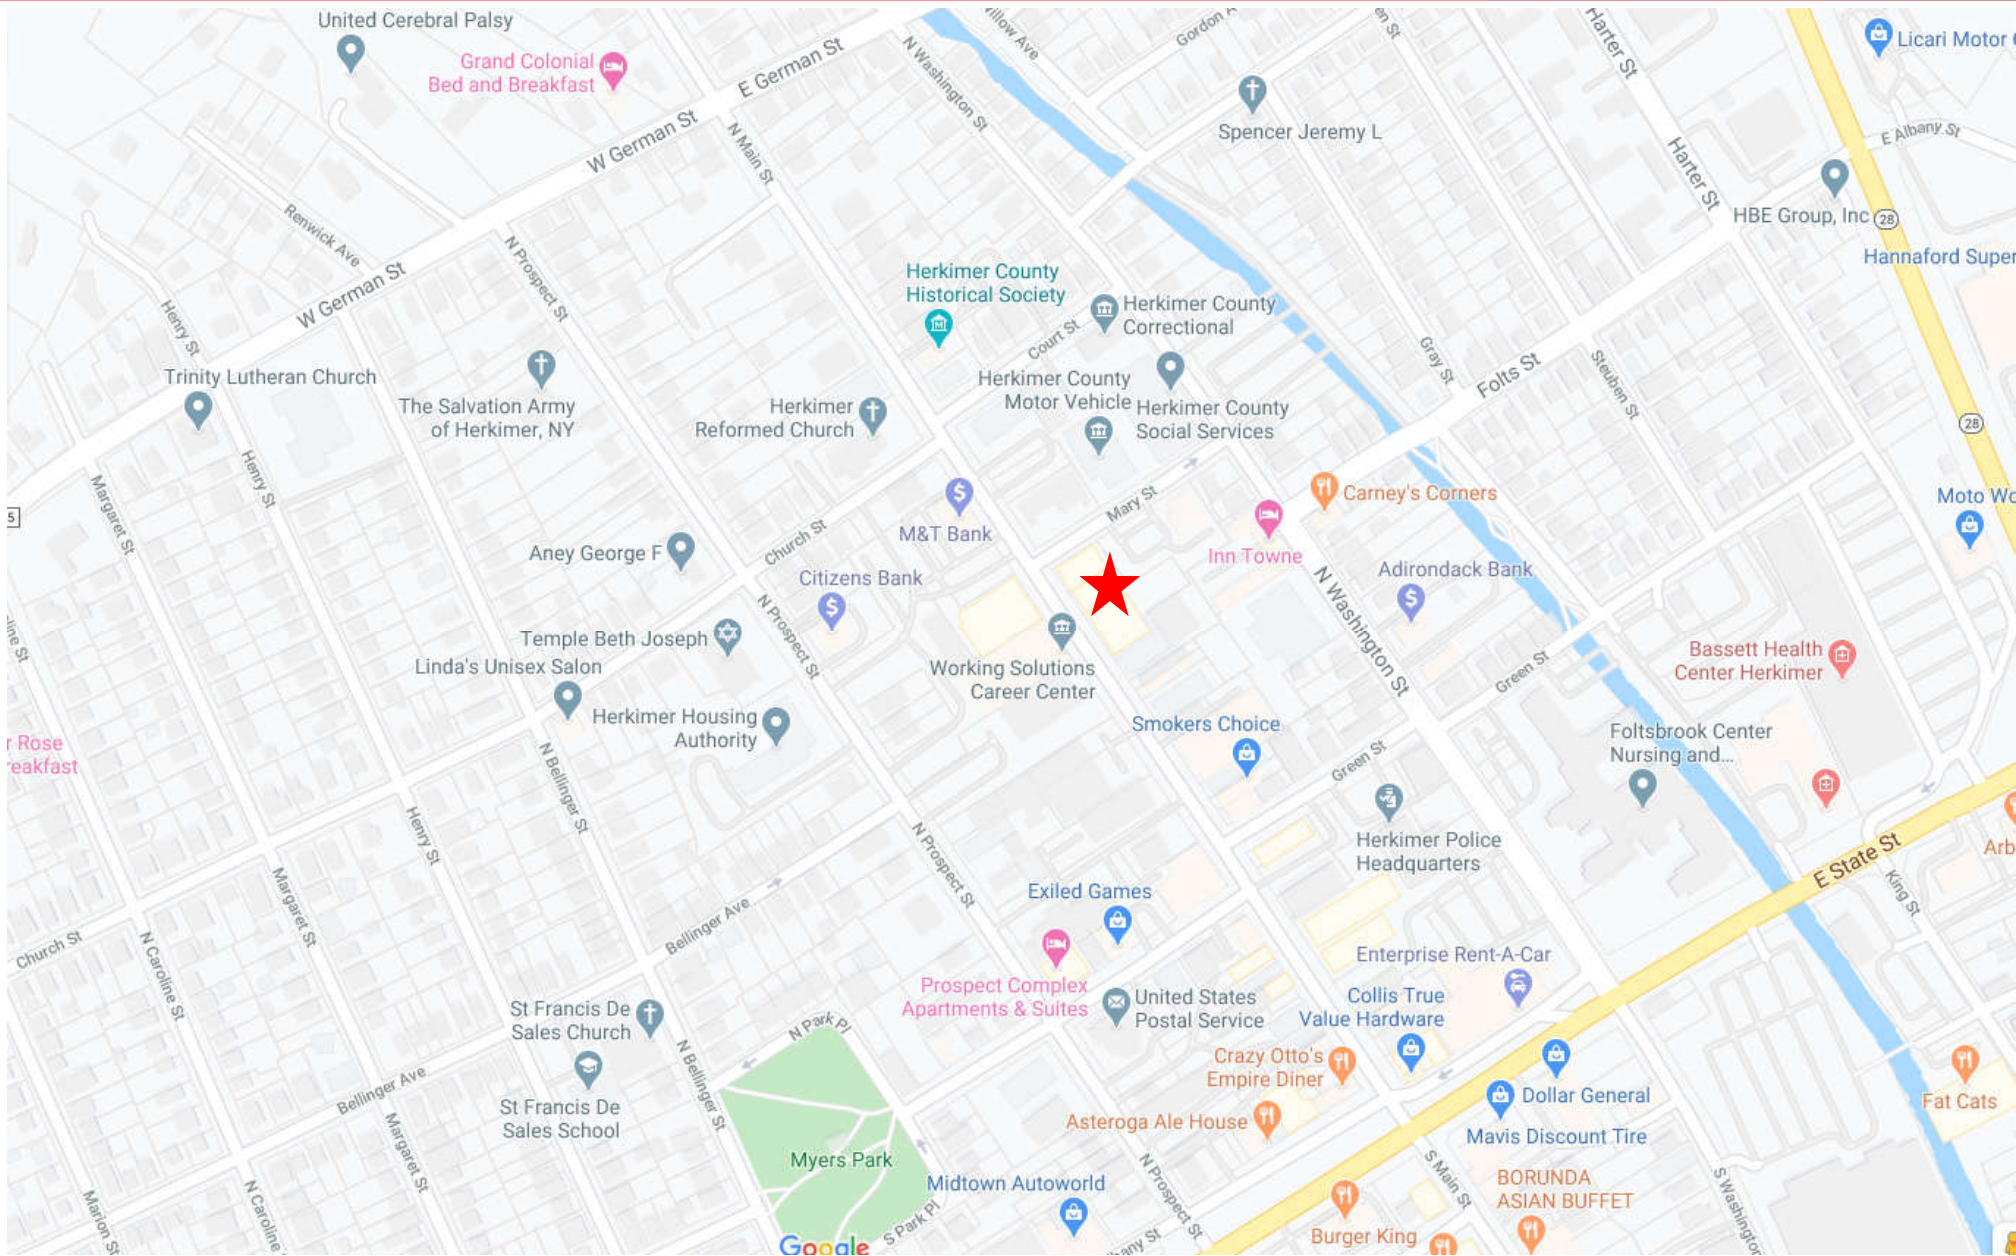 United Cerebral Palsy
Grand Colonial
Bed and Breakfast
E German St
N Washington St
Gordon A
Harter St
Licari Motor
Spencer Jeremy L
E Albany St
W German St
N Main St
Harter St
HBE Group, Inc
28
Hannaford Super
Renwick Ave
N Prospect St
W German St
Henry St
Herkimer County
Historical Society
Herkimer County
Correctional
Court St
Gray St
Folts St
Steuben St
Trinity Lutheran Church
The Salvation Army
of Herkimer, NY
Herkimer
Reformed Church
Herkimer County
Motor Vehicle
Herkimer County
Social Services
28
Henry St
Margaret St
5
M&T Bank
Mary St
Carney's Corners
Inn Towne
Moto Wo
Aney George F
Church St
Citizens Bank
N Prospect St
N Washington St
Adirondack Bank
Temple Beth Joseph
Linda's Unisex Salon
Working Solutions
Career Center
Green St
Bassett Health
Center Herkimer
Herkimer Housing
Authority
Smokers Choice
Foltsbrook Center
Nursing and...
r Rose
reakfast
N Bellinger St
Green St
Henry St
N Prospect St
Herkimer Police
Headquarters
E State St
Arb
King St
Margaret St
Exiled Games
Bellinger Ave
Church St
N Caroline St
Enterprise Rent-A-Car
Prospect Complex
Apartments & Suites
United States
Postal Service
Collis True
Value Hardware
St Francis De
Sales Church
N Park Pl
N Bellinger St
Crazy Otto's
Empire Diner
Bellinger Ave
Dollar General
Fat Cats
St Francis De
Sales School
Margaret St
Asteroga Ale House
Mavis Discount Tire
Myers Park
N Prospect St
S Main St
Midtown Autoworld
BORUNDA
ASIAN BUFFET
S Washington
Marion St
N Caroline
S Park Pl
Burger King
Google